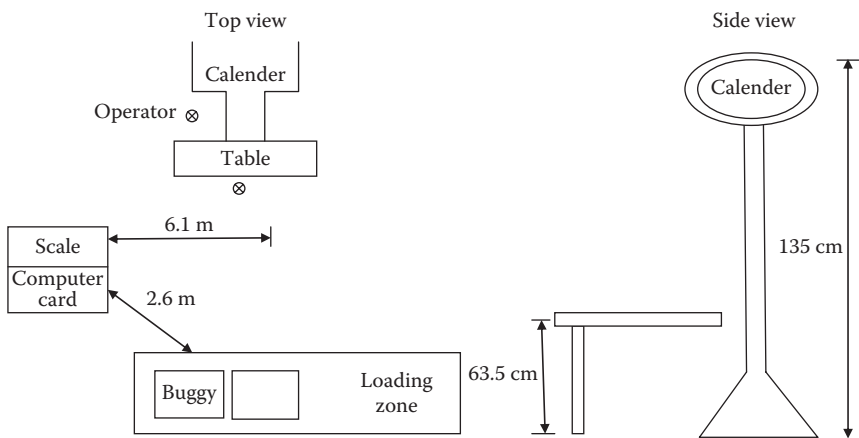 Top view
Side view
Calender
Calender
Operator
Table
6.1 m
Scale
135 cm
Computer
card
2.6 m
63.5 cm
Buggy
Loading
zone